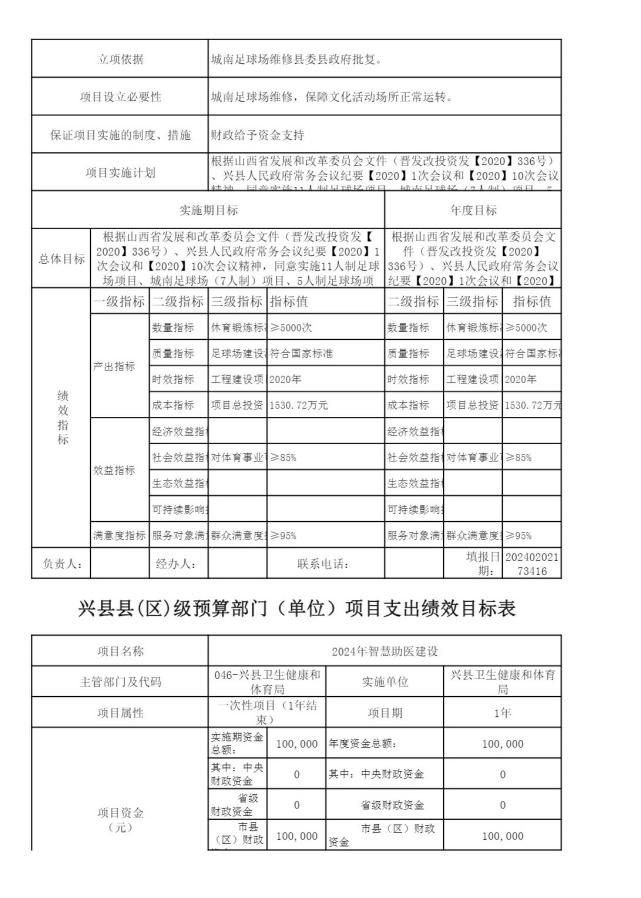 立项依据 城南足球场维修县委县政府批复。
项目设立必要性 城南足球场维修，保障文化活动场所正常运转。
保证项目实施的制度、措施 财政给予资金支持
项目实施计划 根据山西省发展和改革委员会文件（晋发改投资发【2020】336号）
、兴县人民政府常务会议纪要【2020】1次会议和【2020】10次会议
实施期目标 年度目标
总体目标
根据山西省发展和改革委员会文件（晋发改投资发【
2020】336号）、兴县人民政府常务会议纪要【2020】1
次会议和【2020】10次会议精神，同意实施11人制足球
场项目、城南足球场（7人制）项目、5人制足球场项
根据山西省发展和改革委员会文
件（晋发改投资发【2020】
336号）、兴县人民政府常务会议
纪要【2020】1次会议和【2020】
绩效指标
一级指标 二级指标 三级指标 指标值 二级指标 三级指标 指标值
产出指标
数量指标 体育锻炼标 ≥5000次 数量指标 体育锻炼标 ≥5000次
质量指标 足球场建设 符合国家标准 质量指标 足球场建设 符合国家标
时效指标 工程建设项 2020年 时效指标 工程建设项 2020年
成本指标 项目总投资 1530.72万元 成本指标 项目总投资 1530.72万元
效益指标
经济效益指 经济效益指
社会效益指 对体育事业 ≥85% 社会效益指 对体育事业 ≥85%
生态效益指 生态效益指
可持续影响 可持续影响
满意度指标 服务对象满 群众满意度 ≥95% 服务对象满 群众满意度 ≥95%
负责人： 经办人： 联系电话： 填报日期： 20240202173416
兴县县(区)级预算部门（单位）项目支出绩效目标表
项目名称 2024年智慧助医建设
主管部门及代码 046-兴县卫生健康和体育局 实施单位 兴县卫生健康和体育局
项目属性 一次性项目（1年结束） 项目期 1年
项目资金
（元）
实施期资金总额： 100,000 年度资金总额： 100,000
其中：中央财政资金 0 其中：中央财政资金 0
省级财政资金 0 省级财政资金 0
市县（区）财政 100,000 市县（区）财政资金 100,000